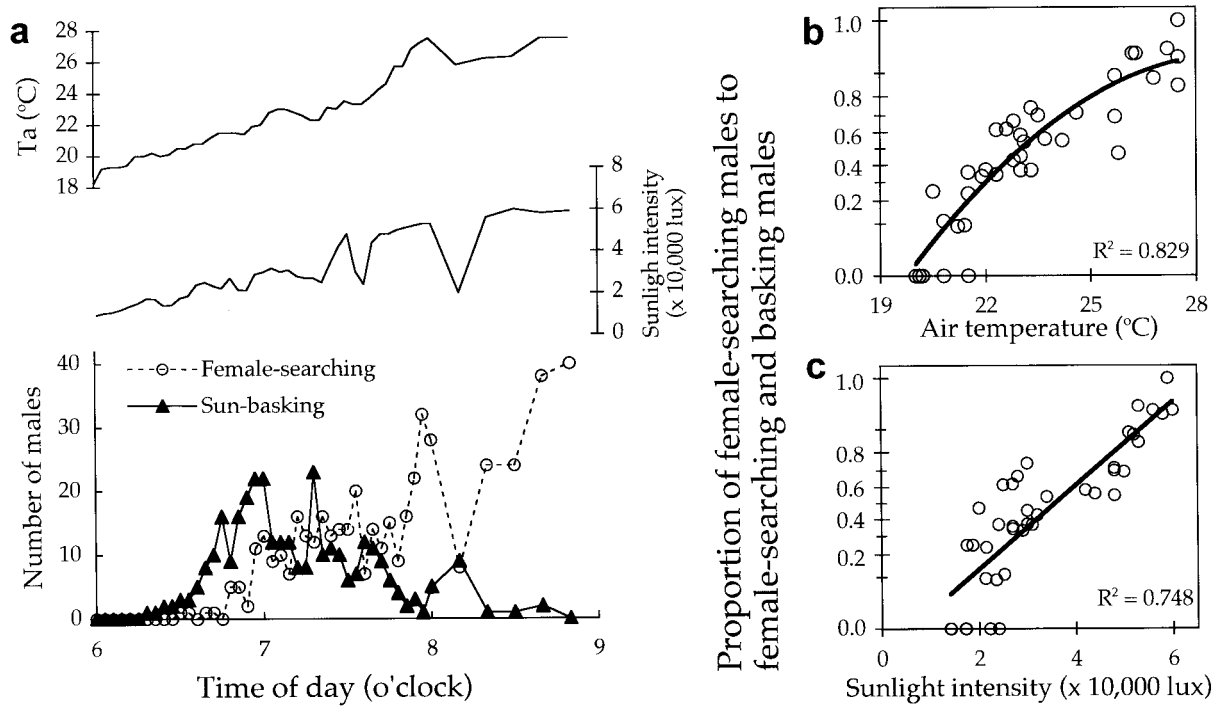 a
28
26
24
22
20
18
Ta (°C)
8
6
4
2
0
Sunligh intensity
(x 10,000 lux)
40
30
20
10
0
Number of males
Female-searching
Sun-basking
6 7 8 9
Time of day (o'clock)
Proportion of female-searching males to
female-searching and basking males
b
1.0
0.8
0.6
0.4
0.2
0.0
R² = 0.829
19 22 25 28
Air temperature (°C)
c
1.0
0.8
0.6
0.4
0.2
0.0
R² = 0.748
0 2 4 6
Sunlight intensity (x 10,000 lux)